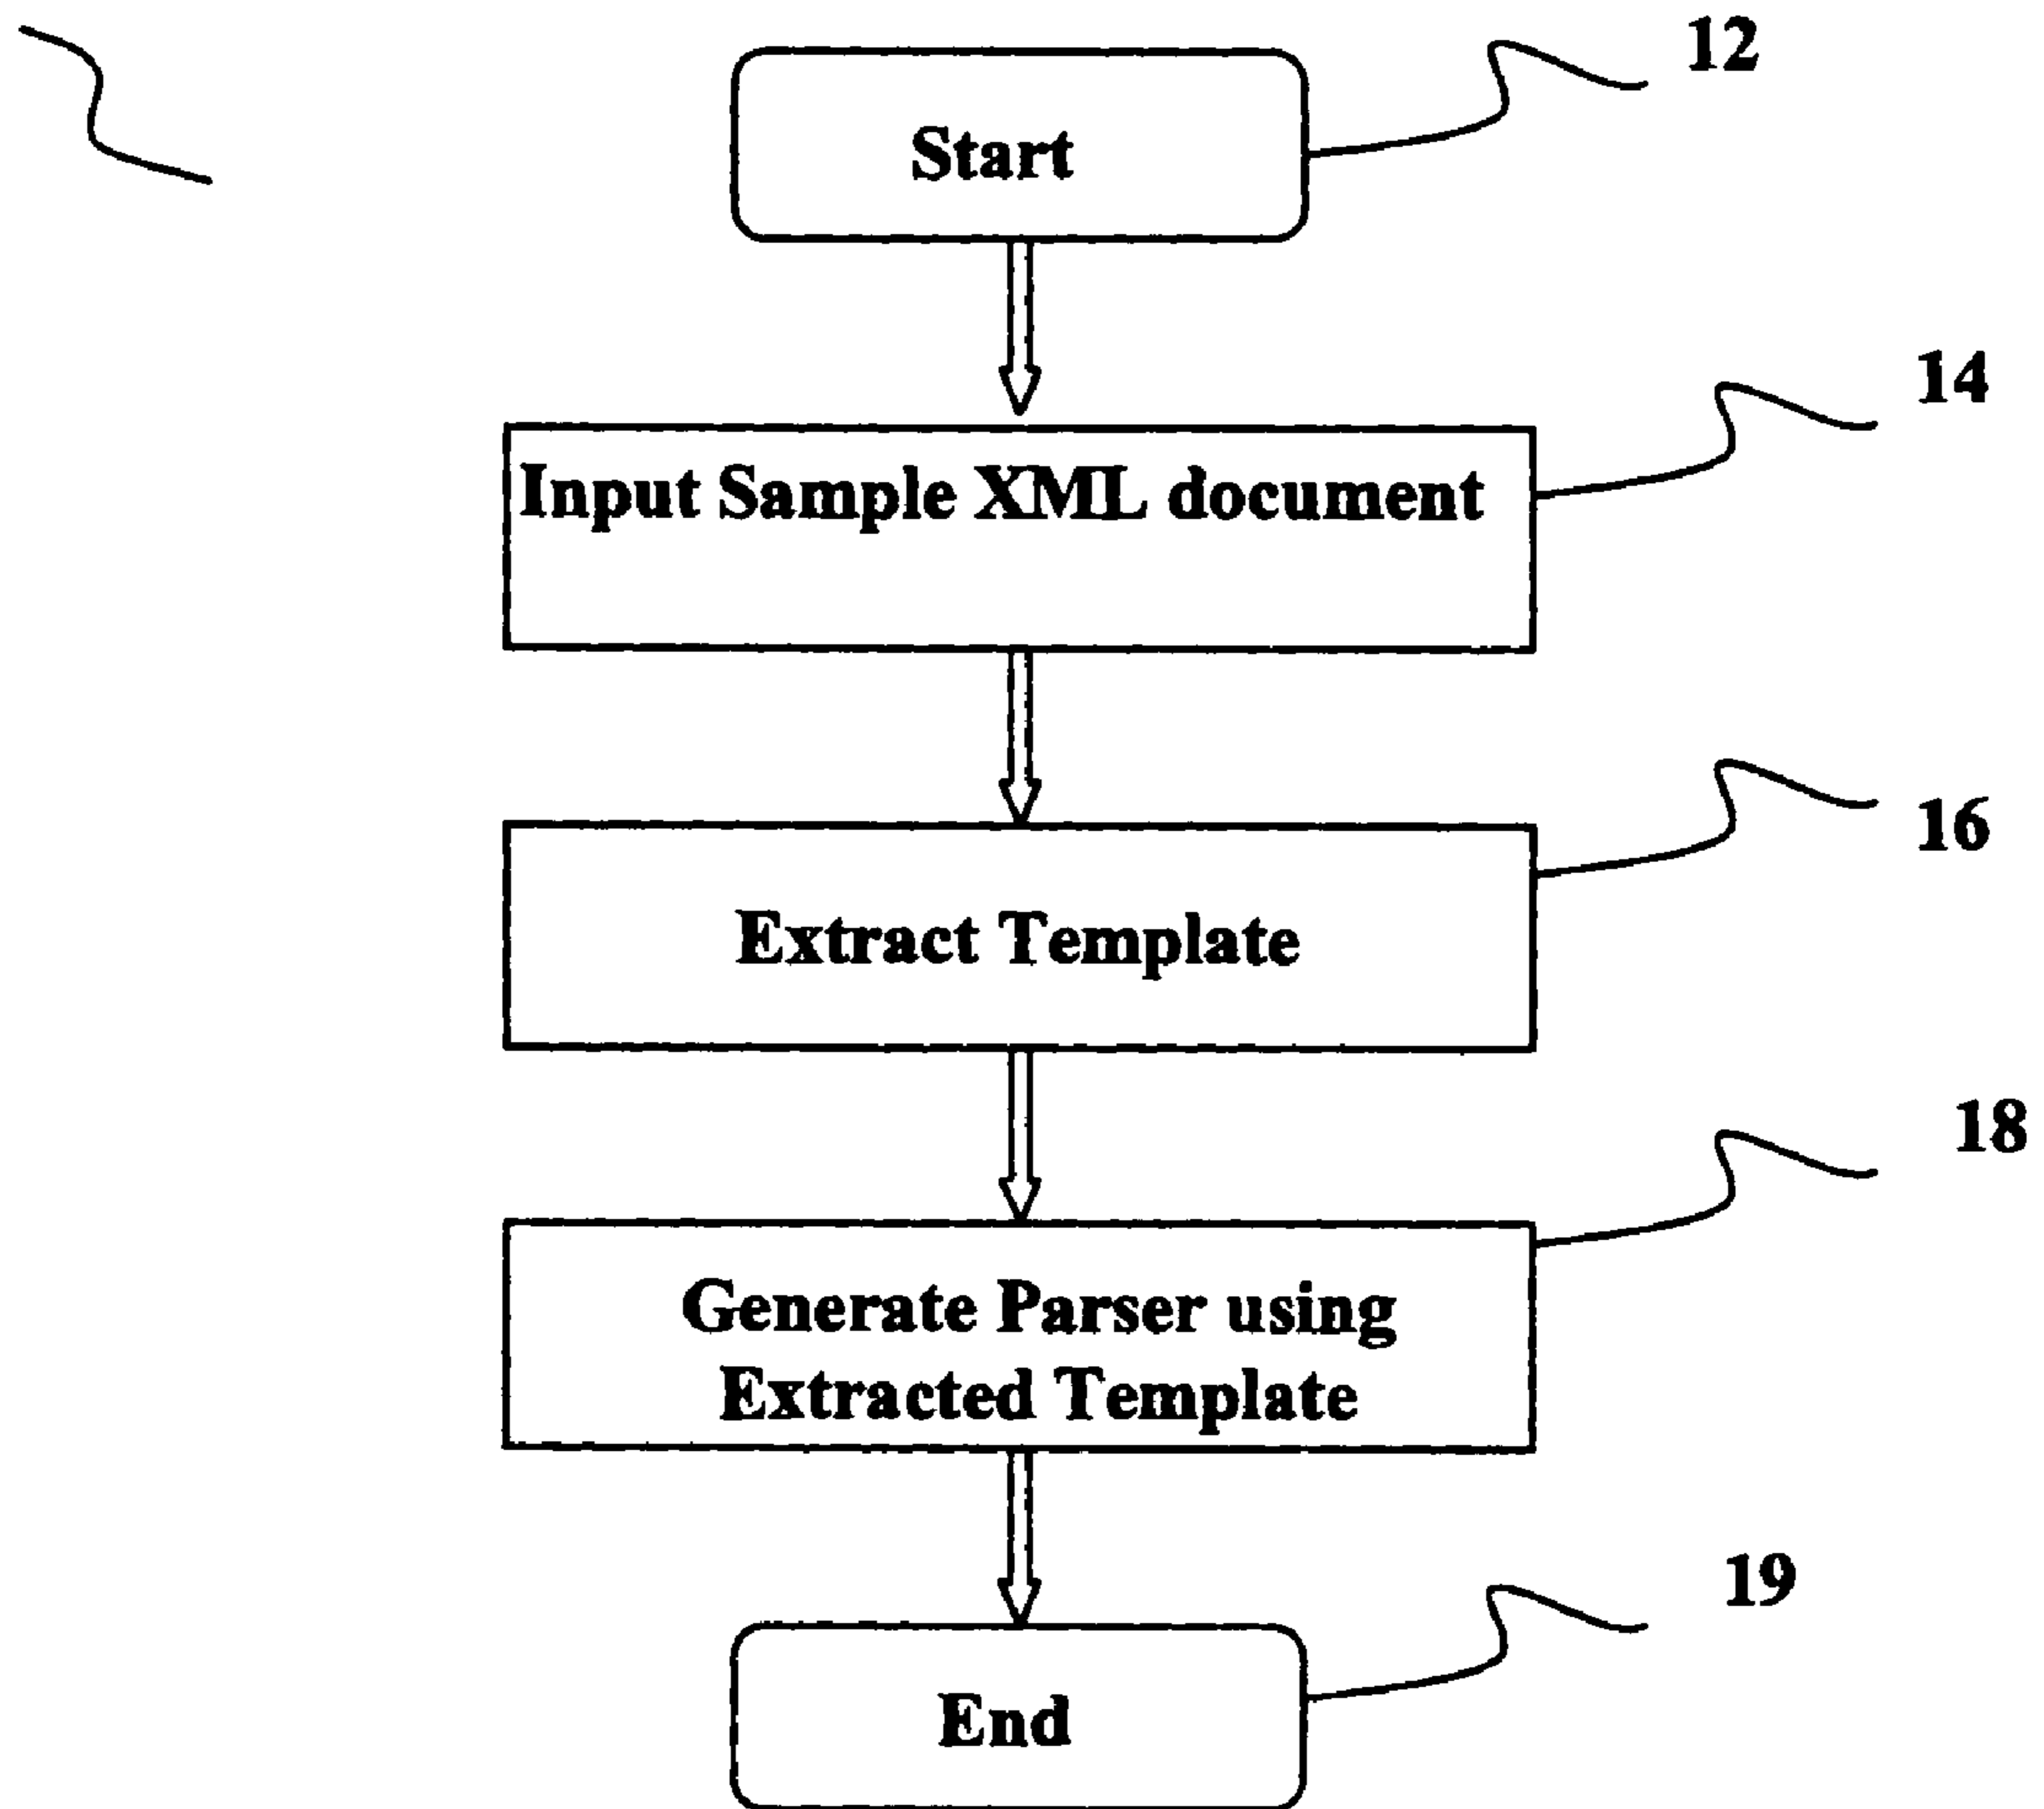 12
Start
14
Input Sample XML document
16
Extract Template
18
Generate Parser using
Extracted Template
19
End